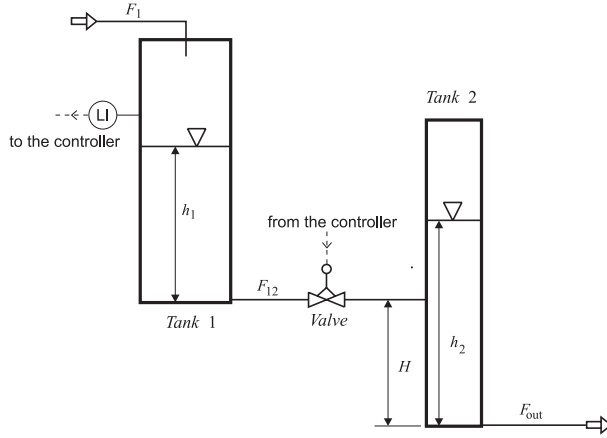 F1
Tank 2
LI
to the controller
h1
from the controller
F12
Tank 1
Valve
H
h2
Fout